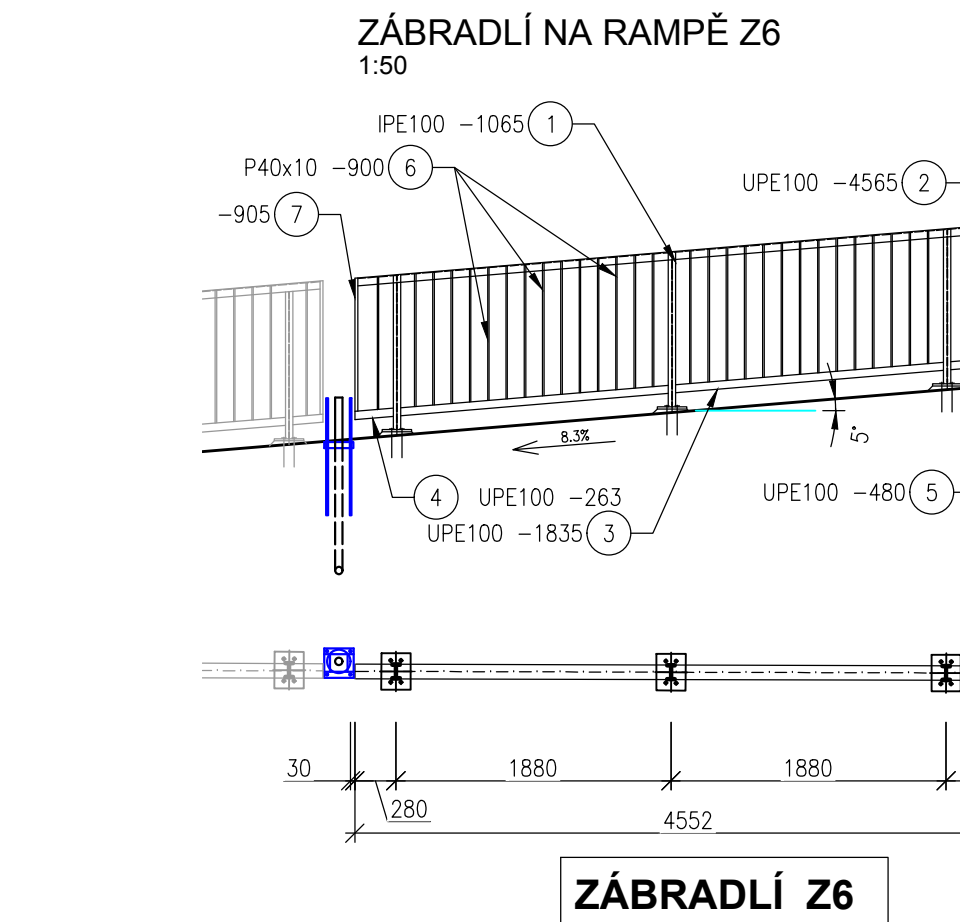 ZÁBRADLÍ NA RAMPĚ Z6
1:50
IPE100 -1065 1
P40x10 -900 6
UPE100 -4565 2
-905 7
8.3%
5°
4 UPE100 -263
UPE100 -480 5
UPE100 -1835 3
30
1880
1880
280
4552
ZÁBRADLÍ Z6